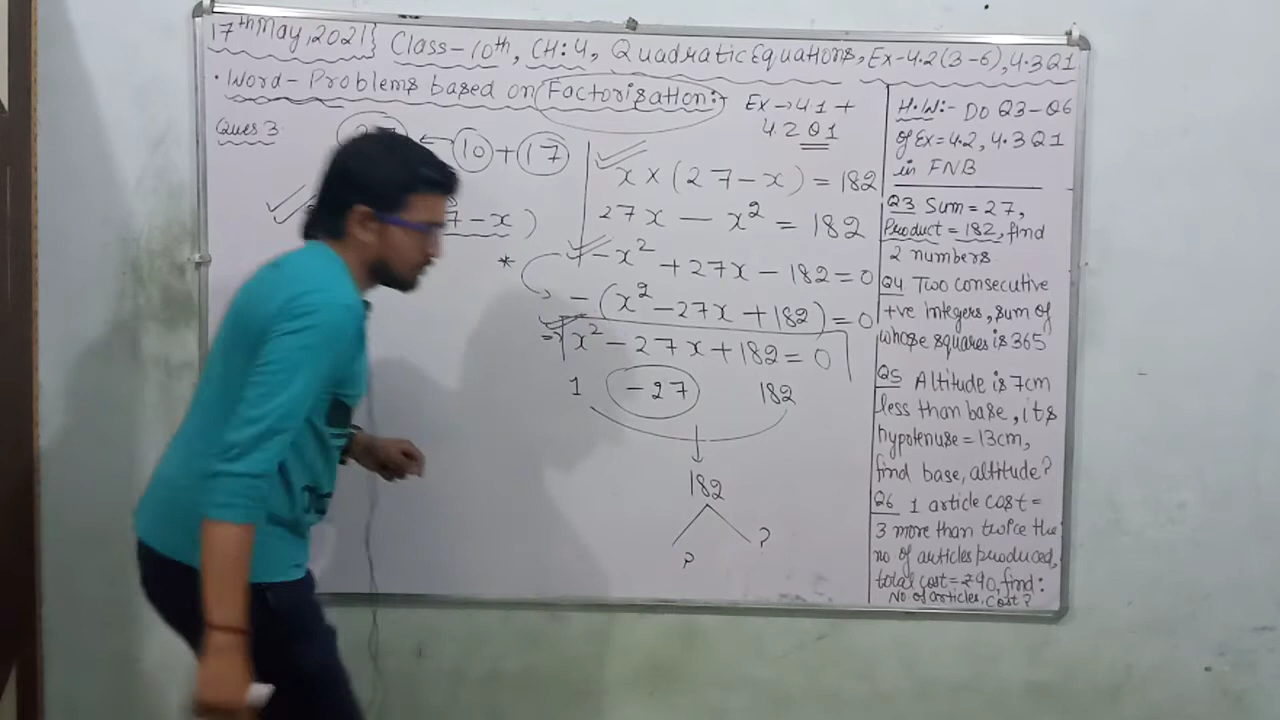 17th May, 2021} Class-10th, CH:4, Quadratic Equations, Ex-4.2(3-6), 4.3Q1
· Word-Problems based on Factorisation:-
Ex→4.1 +
4.2 Q1
Ques 3
← 10 + 17
7 - x )
x × (27 - x) = 182
27x - x² = 182
- x² + 27x - 182 = 0
*
- (x² - 27x + 182) = 0
⇒ x² - 27x + 182 = 0
1 -27 182
182
? ?
H.W:- Do Q3-Q6
of Ex=4.2, 4.3Q1
in FNB
Q3 Sum = 27,
Product = 182, find
2 numbers
Q4 Two consecutive
+ve integers, sum of
whose squares is 365
Q5 Altitude is 7cm
less than base, its
hypotenuse = 13cm,
find base, altitude?
Q6 1 article cost =
3 more than twice the
no of articles produced,
total cost = ₹90, find:
No of articles, cost?